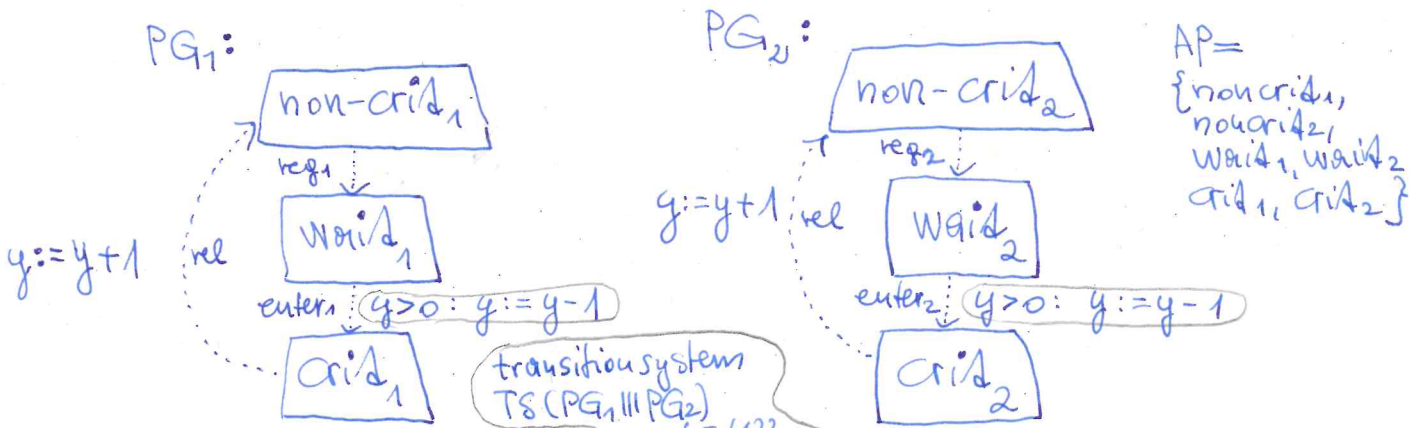 PG₁:
non-crit₁
req₁
wait₁
y:=y+1
rel
enter₁
y>0: y:=y-1
crit₁
PG₂:
non-crit₂
req₂
wait₂
y:=y+1
rel
enter₂
y>0: y:=y-1
crit₂
AP=
{noncrit₁,
noncrit₂,
wait₁, wait₂
crit₁, crit₂}
transition system
TS(PG₁|||PG₂)